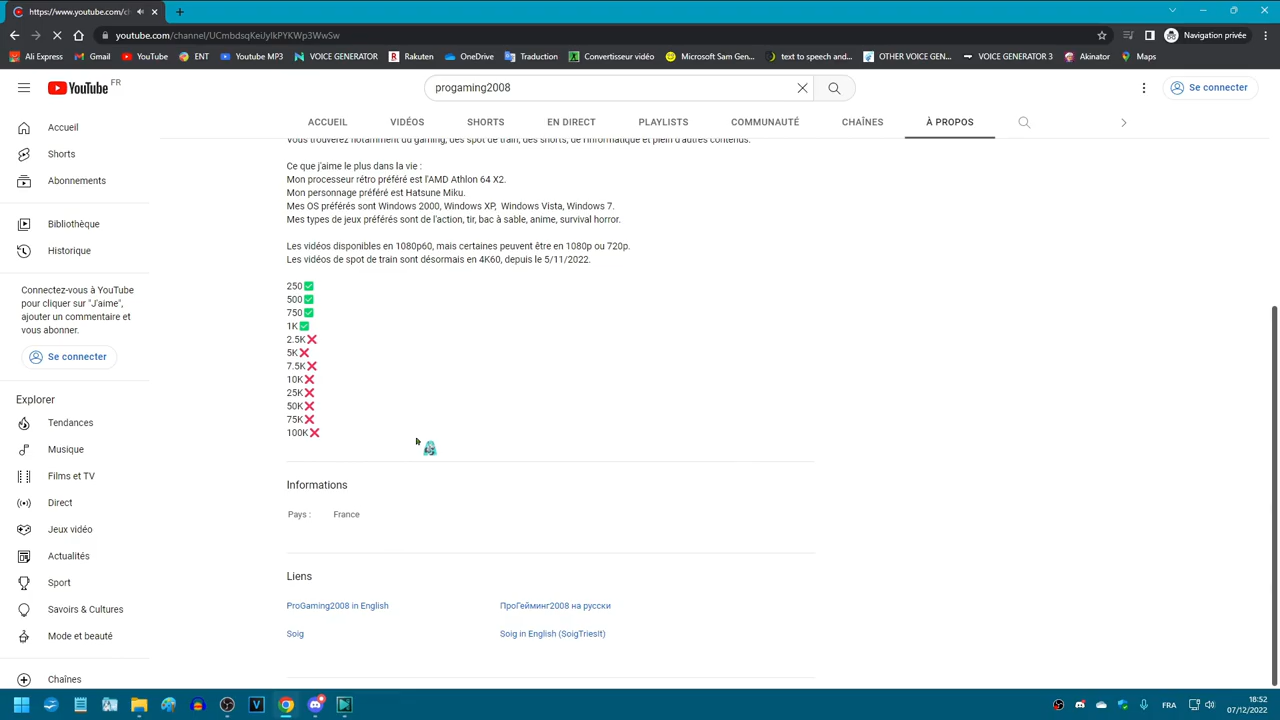 https://www.youtube.com/c
youtube.com/channel/UCmbdsqKeiJylkPYKWp3WwSw
Navigation privée
Ali Express
Gmail
YouTube
ENT
Youtube MP3
VOICE GENERATOR
Rakuten
OneDrive
Traduction
Convertisseur vidéo
Microsoft Sam Gener...
text to speech and...
OTHER VOICE GEN...
VOICE GENERATOR 3
Akinator
Maps
YouTube FR
progaming2008
Se connecter
ACCUEIL
VIDÉOS
SHORTS
EN DIRECT
PLAYLISTS
COMMUNAUTÉ
CHAÎNES
À PROPOS
Accueil
Shorts
Abonnements
Bibliothèque
Historique
Connectez-vous à YouTube
pour cliquer sur "J'aime",
ajouter un commentaire et
vous abonner.
Se connecter
Explorer
Tendances
Musique
Films et TV
Direct
Jeux vidéo
Actualités
Sport
Savoirs & Cultures
Mode et beauté
Chaînes
Vous trouverez notamment du gaming, des spot de train, des shorts, de l'informatique et plein d'autres contenus.
Ce que j'aime le plus dans la vie :
Mon processeur rétro préféré est l'AMD Athlon 64 X2.
Mon personnage préféré est Hatsune Miku.
Mes OS préférés sont Windows 2000, Windows XP, Windows Vista, Windows 7.
Mes types de jeux préférés sont de l'action, tir, bac à sable, anime, survival horror.
Les vidéos disponibles en 1080p60, mais certaines peuvent être en 1080p ou 720p.
Les vidéos de spot de train sont désormais en 4K60, depuis le 5/11/2022.
250✅
500✅
750✅
1K✅
2.5K❌
5K❌
7.5K❌
10K❌
25K❌
50K❌
75K❌
100K❌
Informations
Pays : France
Liens
ProGaming2008 in English
ПроГейминг2008 на русски
Soig
Soig in English (SoigTriesIt)
FRA
18:52
07/12/2022